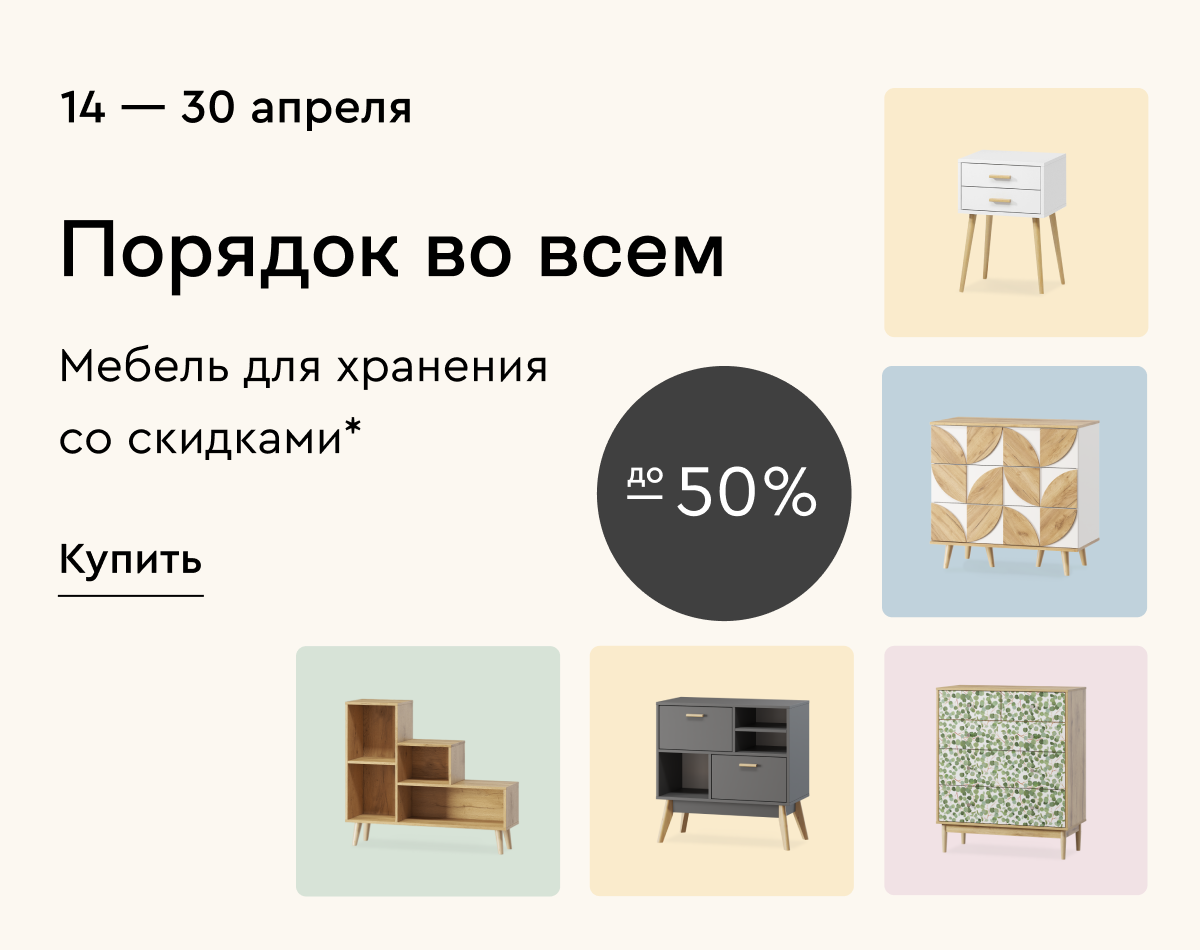 14 — 30 апреля
Порядок во всем
Мебель для хранения
со скидками*
до 50%
Купить